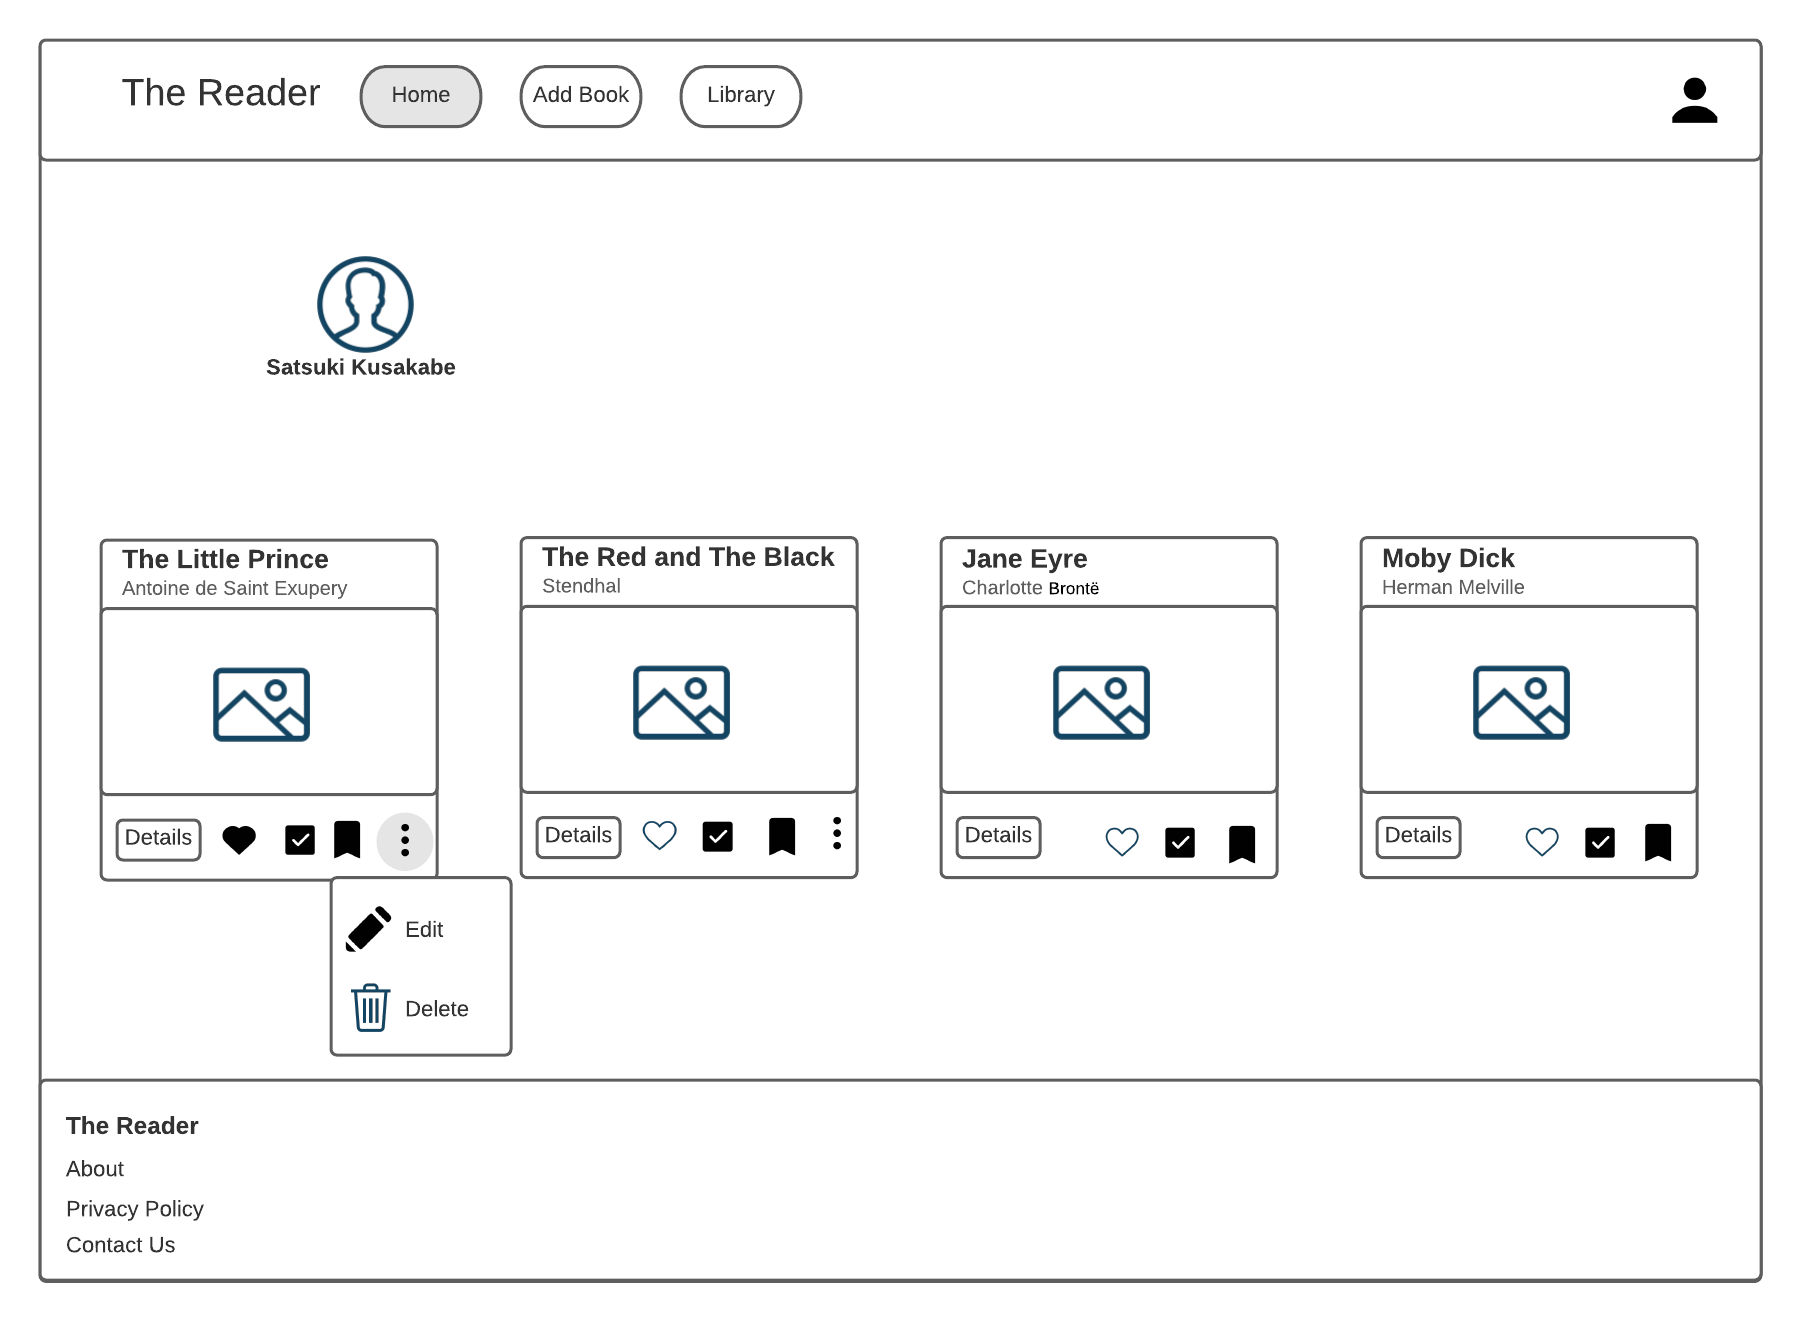 The Reader
Home
Add Book
Library
Satsuki Kusakabe
The Little Prince
Antoine de Saint Exupery
Details
The Red and The Black
Stendhal
Details
Jane Eyre
Charlotte Brontë
Details
Moby Dick
Herman Melville
Details
Edit
Delete
The Reader
About
Privacy Policy
Contact Us